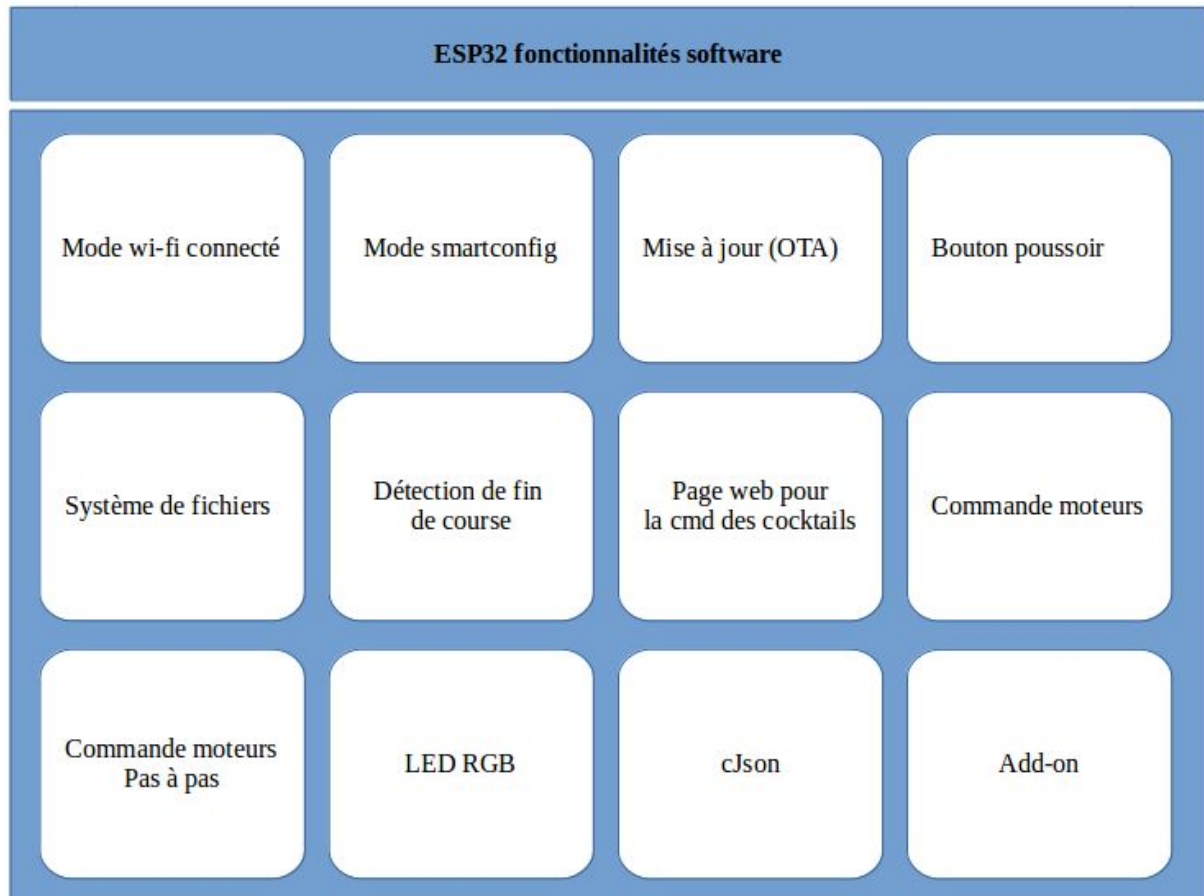 ESP32 fonctionnalités software
Mode wi-fi connecté
Mode smartconfig
Mise à jour (OTA)
Bouton poussoir
Système de fichiers
Détection de fin
de course
Page web pour
la cmd des cocktails
Commande moteurs
Commande moteurs
Pas à pas
LED RGB
cJson
Add-on